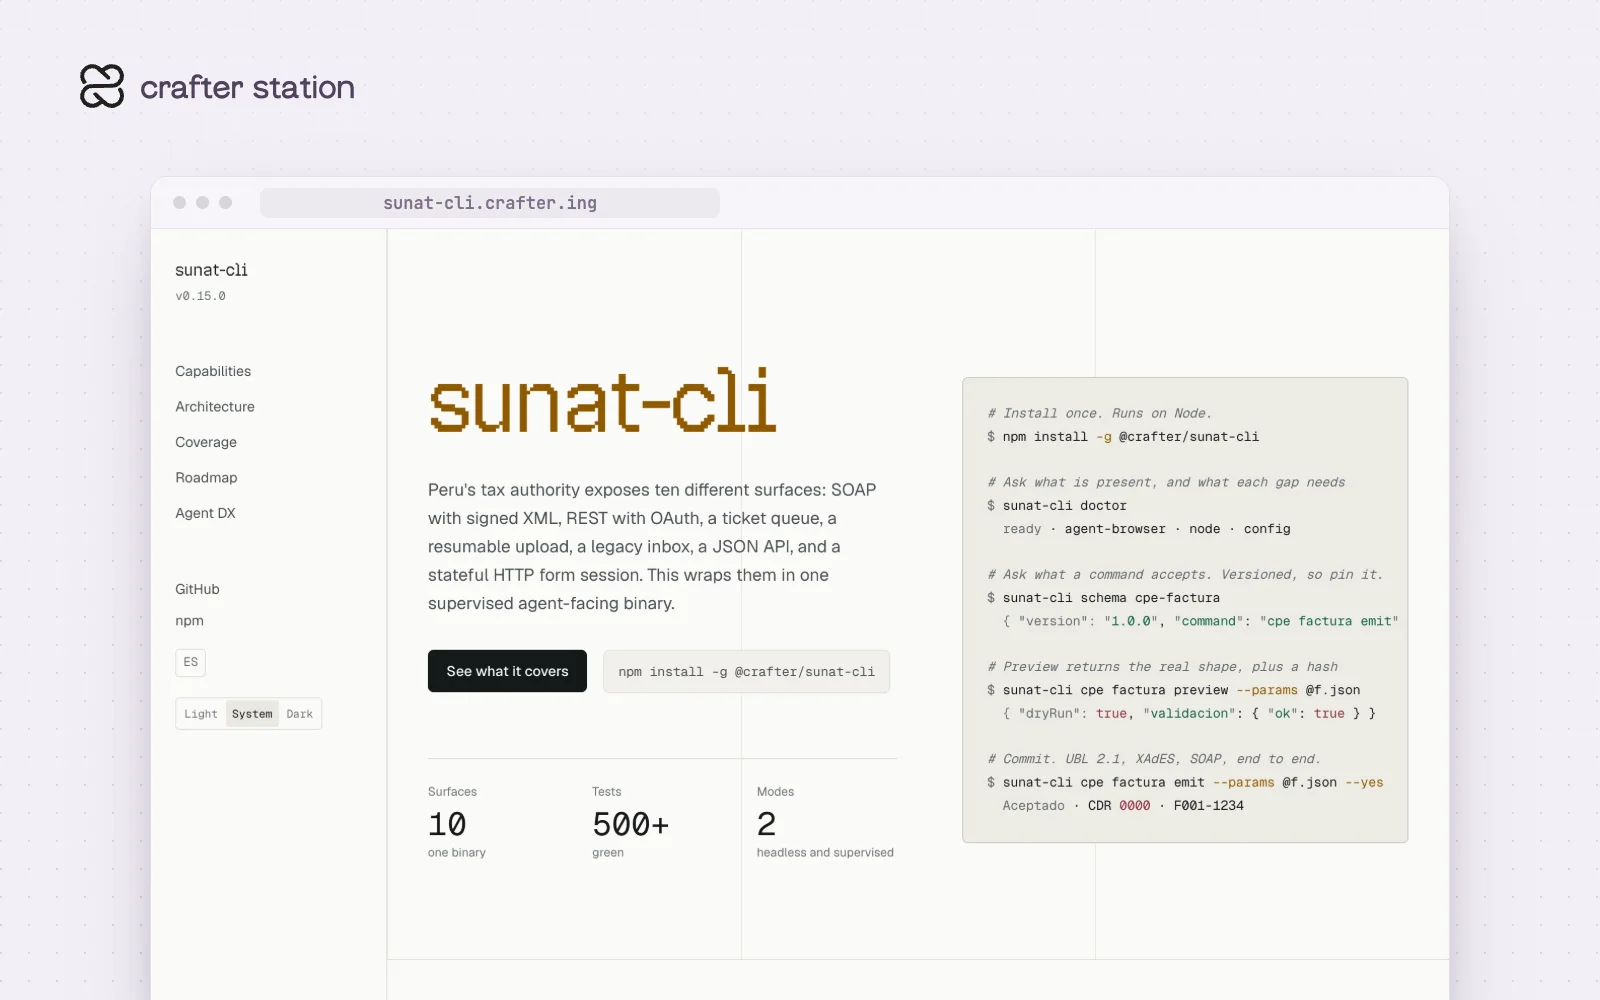 crafter station
sunat-cli.crafter.ing
sunat-cli
v0.15.0
Capabilities
Architecture
Coverage
Roadmap
Agent DX
GitHub
npm
ES
Light System Dark
sunat-cli
Peru's tax authority exposes ten different surfaces: SOAP
with signed XML, REST with OAuth, a ticket queue, a
resumable upload, a legacy inbox, a JSON API, and a
stateful HTTP form session. This wraps them in one
supervised agent-facing binary.
See what it covers
npm install -g @crafter/sunat-cli
Surfaces
10
one binary
Tests
500+
green
Modes
2
headless and supervised
# Install once. Runs on Node.
$ npm install -g @crafter/sunat-cli
# Ask what is present, and what each gap needs
$ sunat-cli doctor
ready · agent-browser · node · config
# Ask what a command accepts. Versioned, so pin it.
$ sunat-cli schema cpe-factura
{ "version": "1.0.0", "command": "cpe factura emit"
# Preview returns the real shape, plus a hash
$ sunat-cli cpe factura preview --params @f.json
{ "dryRun": true, "validacion": { "ok": true } }
# Commit. UBL 2.1, XAdES, SOAP, end to end.
$ sunat-cli cpe factura emit --params @f.json --yes
Aceptado · CDR 0000 · F001-1234